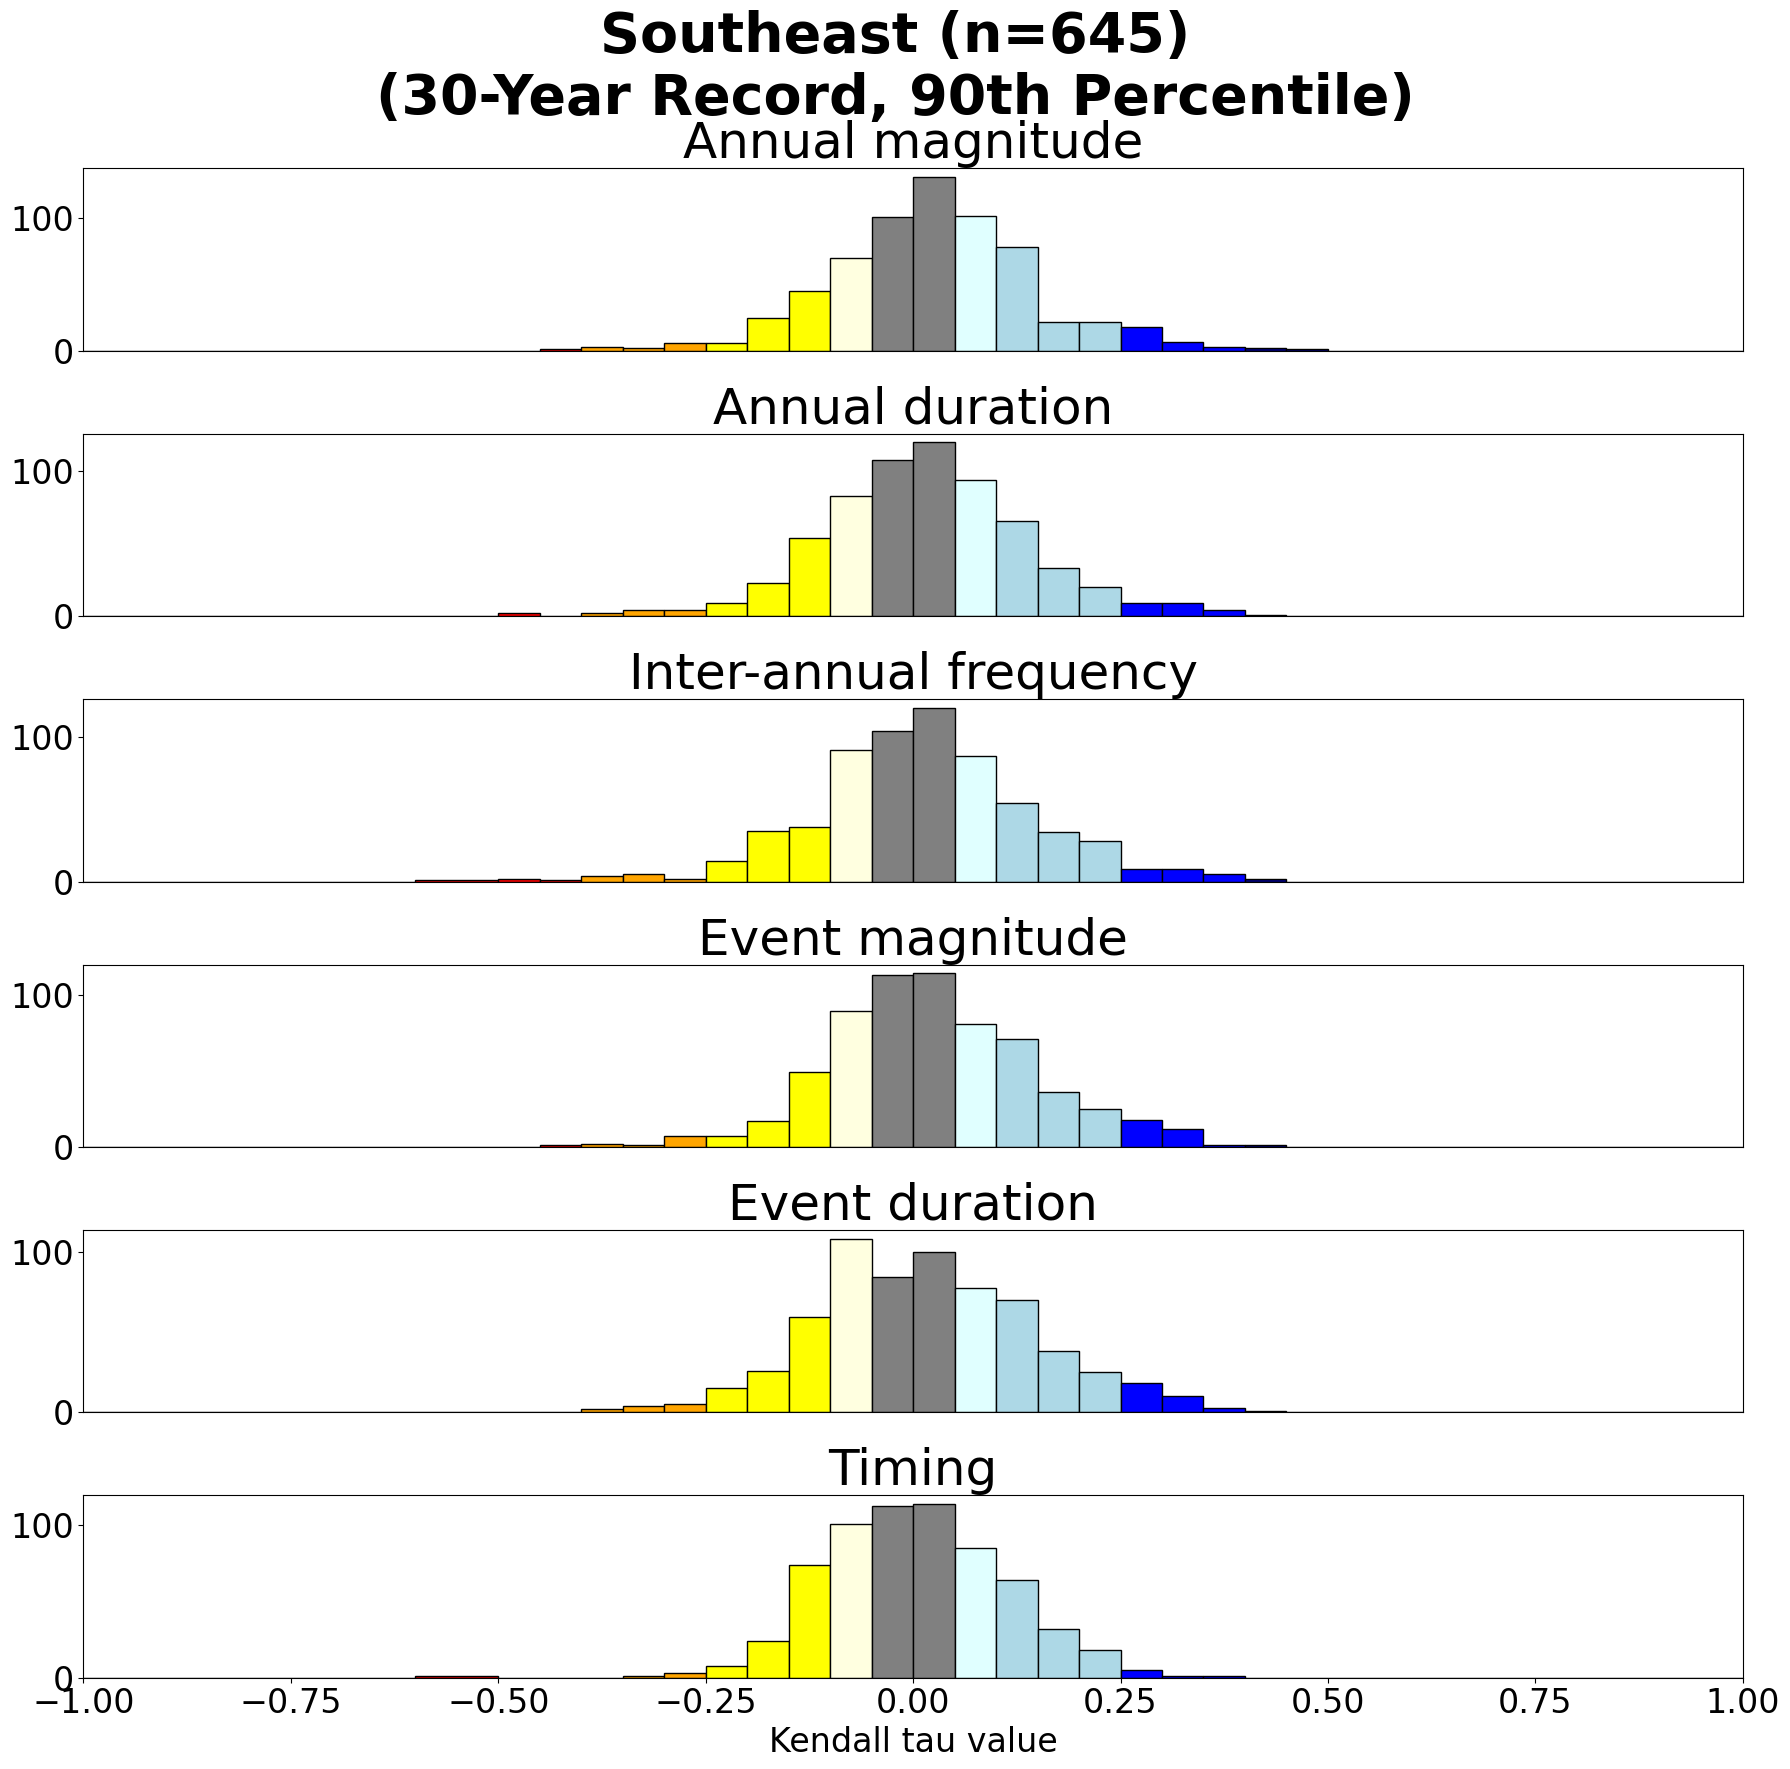 Southeast (n=645)
(30-Year Record, 90th Percentile)
Annual magnitude
100
0
Annual duration
100
0
Inter-annual frequency
100
0
Event magnitude
100
0
Event duration
100
0
Timing
100
0
−1.00 −0.75 −0.50 −0.25 0.00 0.25 0.50 0.75 1.00
Kendall tau value